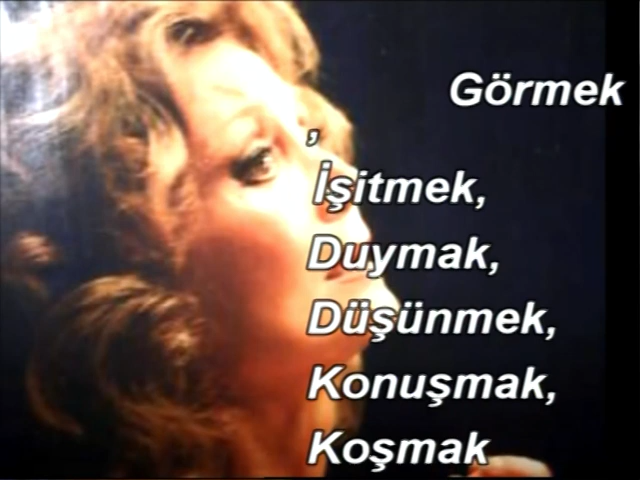 Görmek
,
İşitmek,
Duymak,
Düşünmek,
Konuşmak,
Koşmak